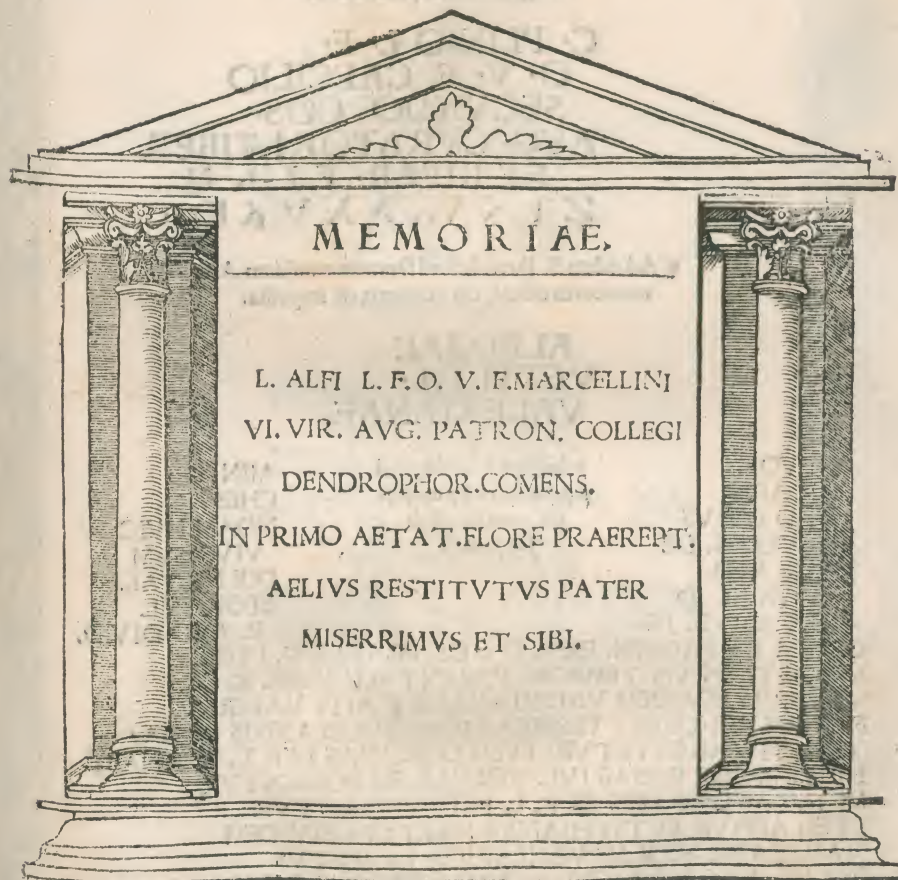 MEMORIAE.
L. ALFI L. F. O. V. F. MARCELLINI
VI. VIR. AVG. PATRON. COLLEGI
DENDROPHOR. COMENS.
IN PRIMO AETAT. FLORE PRAEREPT.
AELIVS RESTITVTVS PATER
MISERRIMVS ET SIBI.